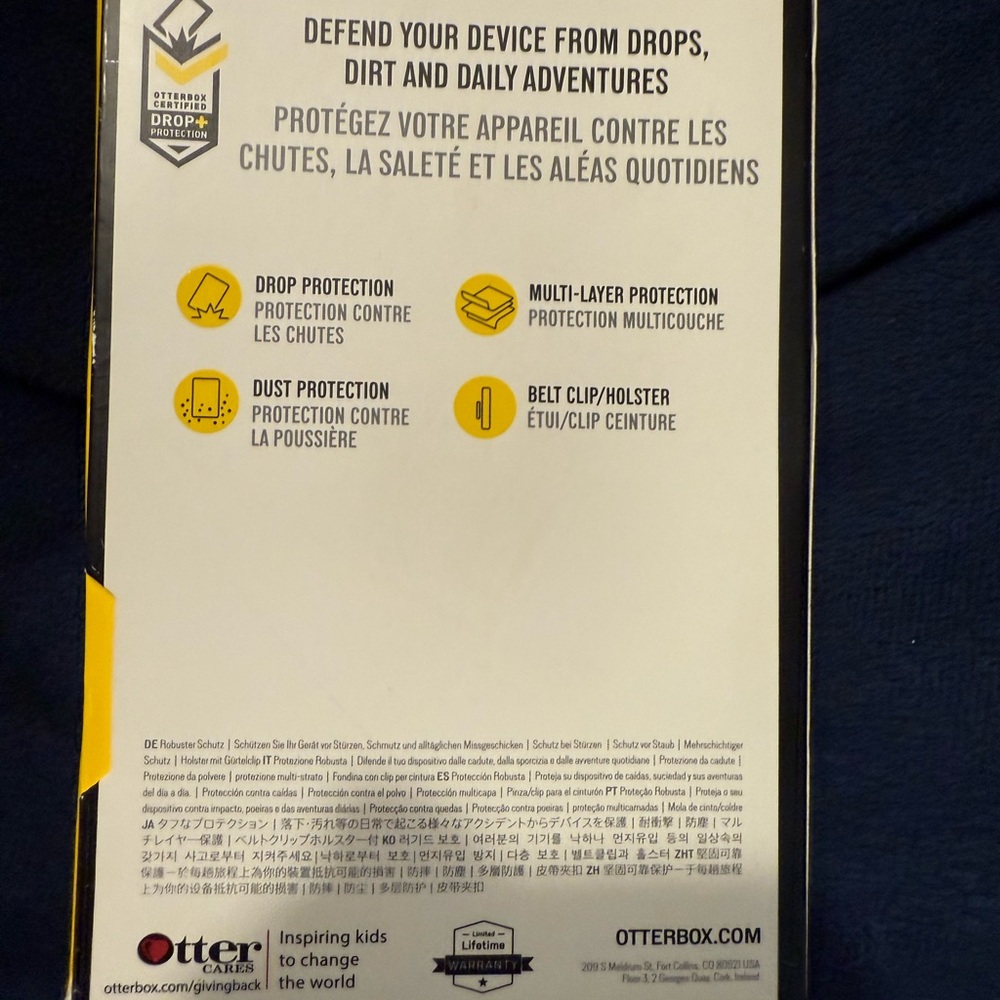 DEFEND YOUR DEVICE FROM DROPS,
DIRT AND DAILY ADVENTURES
PROTÉGEZ VOTRE APPAREIL CONTRE LES
CHUTES, LA SALETÉ ET LES ALÉAS QUOTIDIENS
OTTERBOX
CERTIFIED
DROP+
PROTECTION
DROP PROTECTION
PROTECTION CONTRE
LES CHUTES
MULTI-LAYER PROTECTION
PROTECTION MULTICOUCHE
DUST PROTECTION
PROTECTION CONTRE
LA POUSSIÈRE
BELT CLIP/HOLSTER
ÉTUI/CLIP CEINTURE
DE Robuster Schutz | Schützen Sie Ihr Gerät vor Stürzen, Schmutz und alltäglichen Missgeschicken | Schutz bei Stürzen | Schutz vor Staub | Mehrschichtiger
Schutz | Holster mit Gürtelclip IT Protezione Robusta | Difende il tuo dispositivo dalle cadute, dalla sporcizia e dalle avventure quotidiane | Protezione da cadute |
Protezione da polvere | protezione multi-strato | Fondina con clip per cintura ES Protección Robusta | Proteja su dispositivo de caídas, suciedad y sus aventuras
del día a día. | Protección contra caídas | Protección contra el polvo | Protección multicapa | Pinza/clip para el cinturón PT Proteção Robusta | Proteja o seu
dispositivo contra impacto, poeiras e das aventuras diárias | Protecção contra quedas | Protecção contra poeiras | proteção multicamadas | Mola de cinto/coldre
JA タフなプロテクション | 落下・汚れ等の日常で起こる様々なアクシデントからデバイスを保護 | 耐衝撃 | 防塵 | マル
チレイヤー保護 | ベルトクリップホルスター付 KO 러기드 보호 | 여러분의 기기를 낙하나 먼지유입 등의 일상속의
갖가지 사고로부터 지켜주세요 | 낙하로부터 보호 | 먼지유입 방지 | 다층 보호 | 벨트클립과 홀스터 ZHT 堅固可靠
保護－於每趟旅程上為你的裝置抵抗可能的損害 | 防摔 | 防塵 | 多層防護 | 皮帶夾扣 ZH 坚固可靠保护－于每趟旅程
上为你的设备抵抗可能的损害 | 防摔 | 防尘 | 多层防护 | 皮带夹扣
Otter
CARES
otterbox.com/givingback
Inspiring kids
to change
the world
Limited
Lifetime
WARRANTY
OTTERBOX.COM
209 S Meldrum St, Fort Collins, CO 80521 USA
Floor 3, 2 Georges Quay, Cork, Ireland